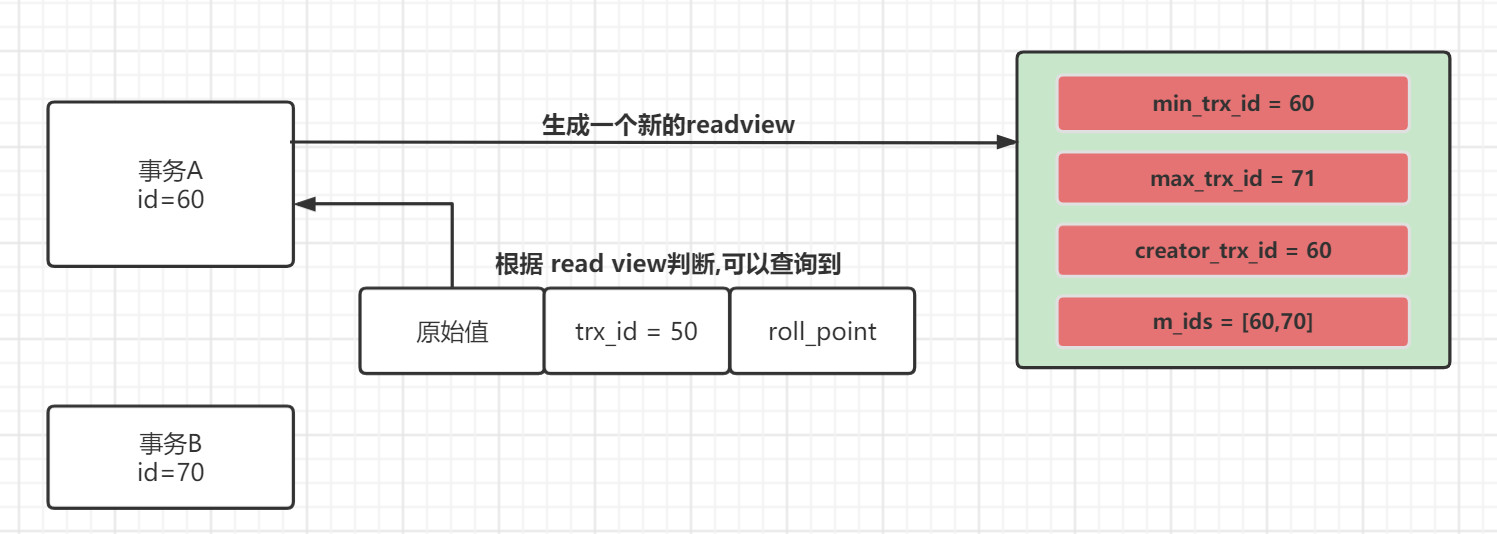 事务A
id=60
生成一个新的readview
min_trx_id = 60
max_trx_id = 71
creator_trx_id = 60
m_ids = [60,70]
根据 read view判断,可以查询到
原始值
trx_id = 50
roll_point
事务B
id=70